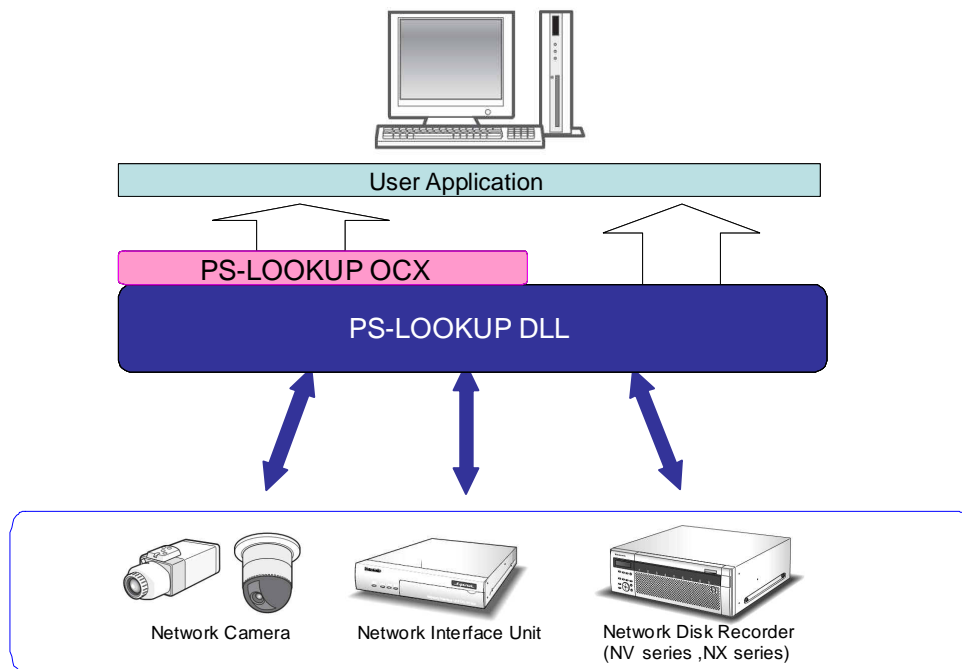 User Application
PS-LOOKUP OCX
PS-LOOKUP DLL
Network Camera
Network Interface Unit
Network Disk Recorder
(NV series ,NX series)